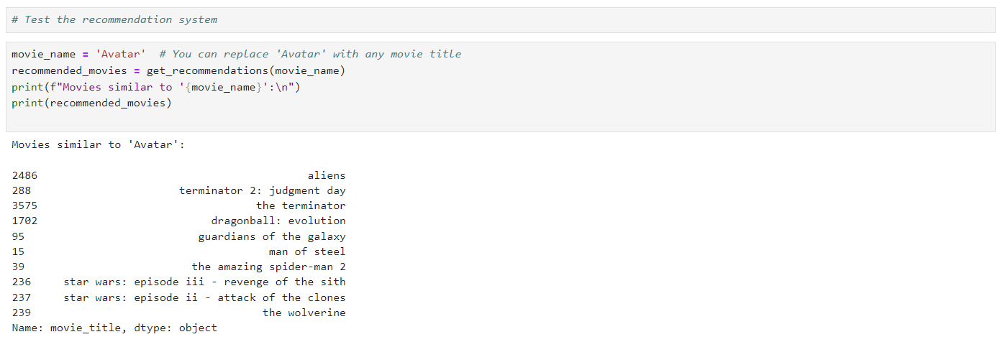 # Test the recommendation system
movie_name = 'Avatar'  # You can replace 'Avatar' with any movie title
recommended_movies = get_recommendations(movie_name)
print(f"Movies similar to '{movie_name}':\n")
print(recommended_movies)
Movies similar to 'Avatar':
2486                                          aliens
288                       terminator 2: judgment day
3575                                  the terminator
1702                           dragonball: evolution
95                           guardians of the galaxy
15                                      man of steel
39                          the amazing spider-man 2
236     star wars: episode iii - revenge of the sith
237     star wars: episode ii - attack of the clones
239                                    the wolverine
Name: movie_title, dtype: object